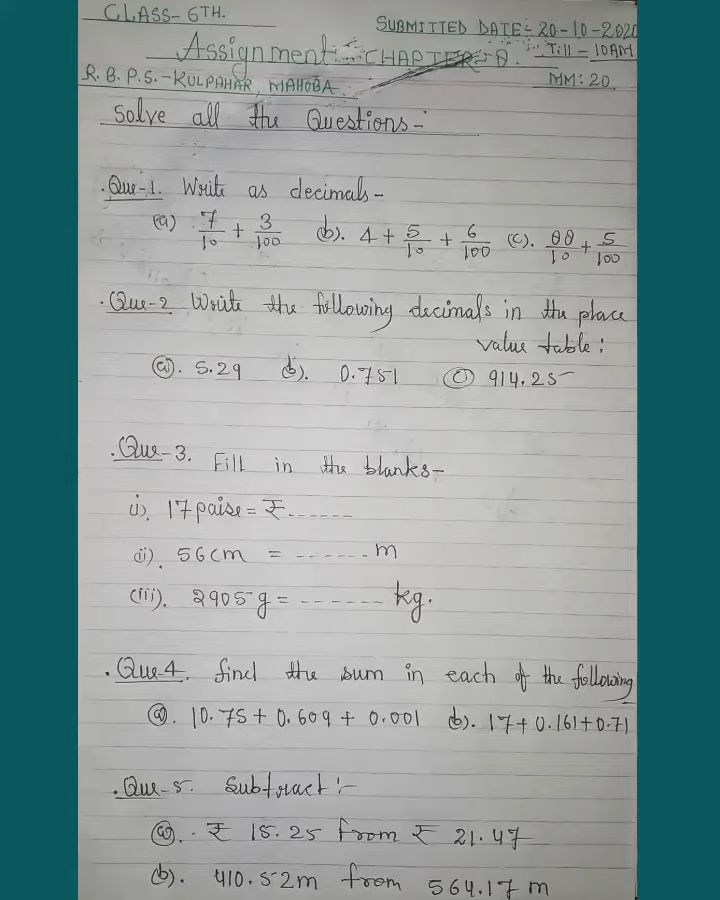 CLASS- 6TH.
SUBMITTED DATE:- 20-10-2020
Assignment:- CHAPTER-8. Till - 10AM
R.B.P.S.-KULPAHAR, MAHOBA. MM:20.
Solve all the Questions:-
.Que-1. Write as decimals-
(a) 7/10 + 3/100 (b). 4 + 5/10 + 6/100 (c). 88/10 + 5/100
.Que-2 Write the following decimals in the place
value table:
(a). 5.29 (b). 0.751 (c) 914.25
.Que-3. Fill in the blanks-
(i). 17 paise = ₹ ------
(ii). 56cm = ------ m
(iii). 2905g = ------ kg.
.Que-4. find the sum in each of the following
(a). 10.75 + 0.609 + 0.001 (b). 17+0.161+0.71
.Que-5. Subtract:-
(a). ₹ 15.25 from ₹ 21.47
(b). 410.52m from 564.17 m